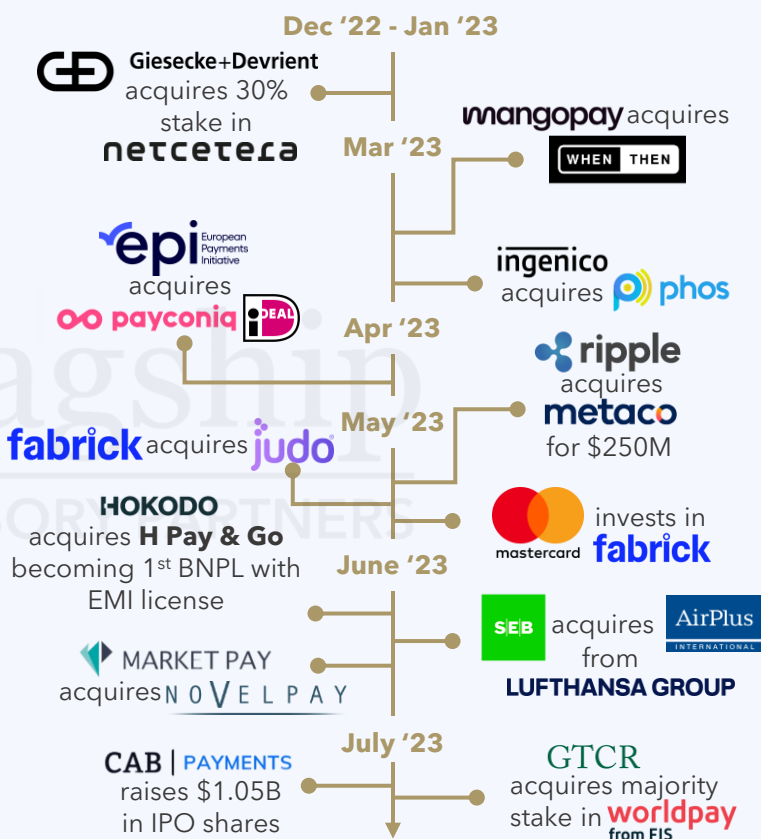 Dec ‘22 - Jan ‘23
Giesecke+Devrient
acquires 30%
stake in
netcetera
mangopay acquires
WHEN THEN
Mar ‘23
epi European Payments Initiative
acquires
payconiq iDEAL
ingenico
acquires phos
Apr ‘23
ripple
acquires
metaco
for $250M
May ‘23
fabrick acquires judo
mastercard invests in
fabrick
HOKODO
acquires H Pay & Go
becoming 1st BNPL with
EMI license
June ‘23
S|E|B acquires AirPlus
INTERNATIONAL
from
LUFTHANSA GROUP
MARKET PAY
acquires NOVELPAY
July ‘23
CAB | PAYMENTS
raises $1.05B
in IPO shares
GTCR
acquires majority
stake in worldpay
from FIS
agship
ORY PARTNERS